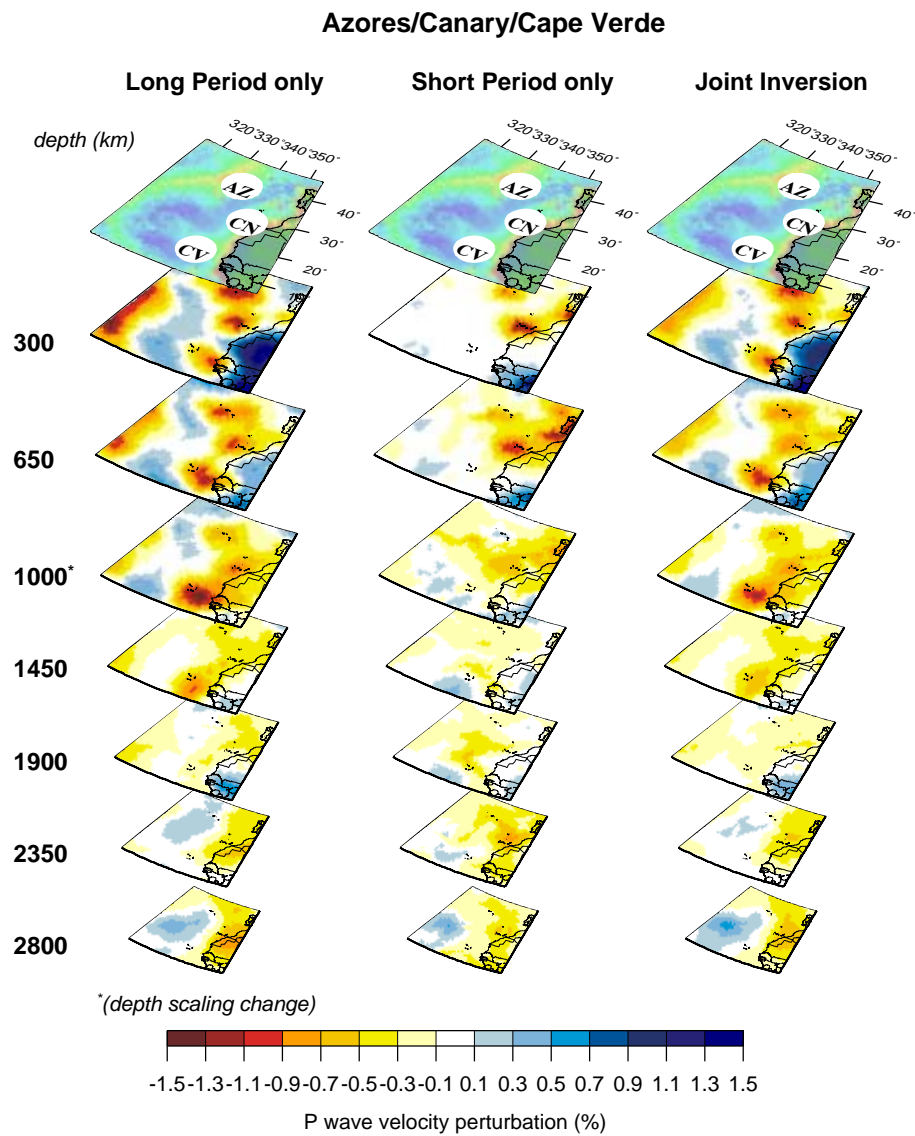 Azores/Canary/Cape Verde
Long Period only Short Period only Joint Inversion
depth (km)
320° 330° 340° 350° 320° 330° 340° 350° 320° 330° 340° 350°
AZ AZ AZ
40° 40° 40°
CN CN CN
30° 30° 30°
CV CV CV
20° 20° 20°
300
650
1000*
1450
1900
2350
2800
*(depth scaling change)
-1.5 -1.3 -1.1 -0.9 -0.7 -0.5 -0.3 -0.1 0.1 0.3 0.5 0.7 0.9 1.1 1.3 1.5
P wave velocity perturbation (%)